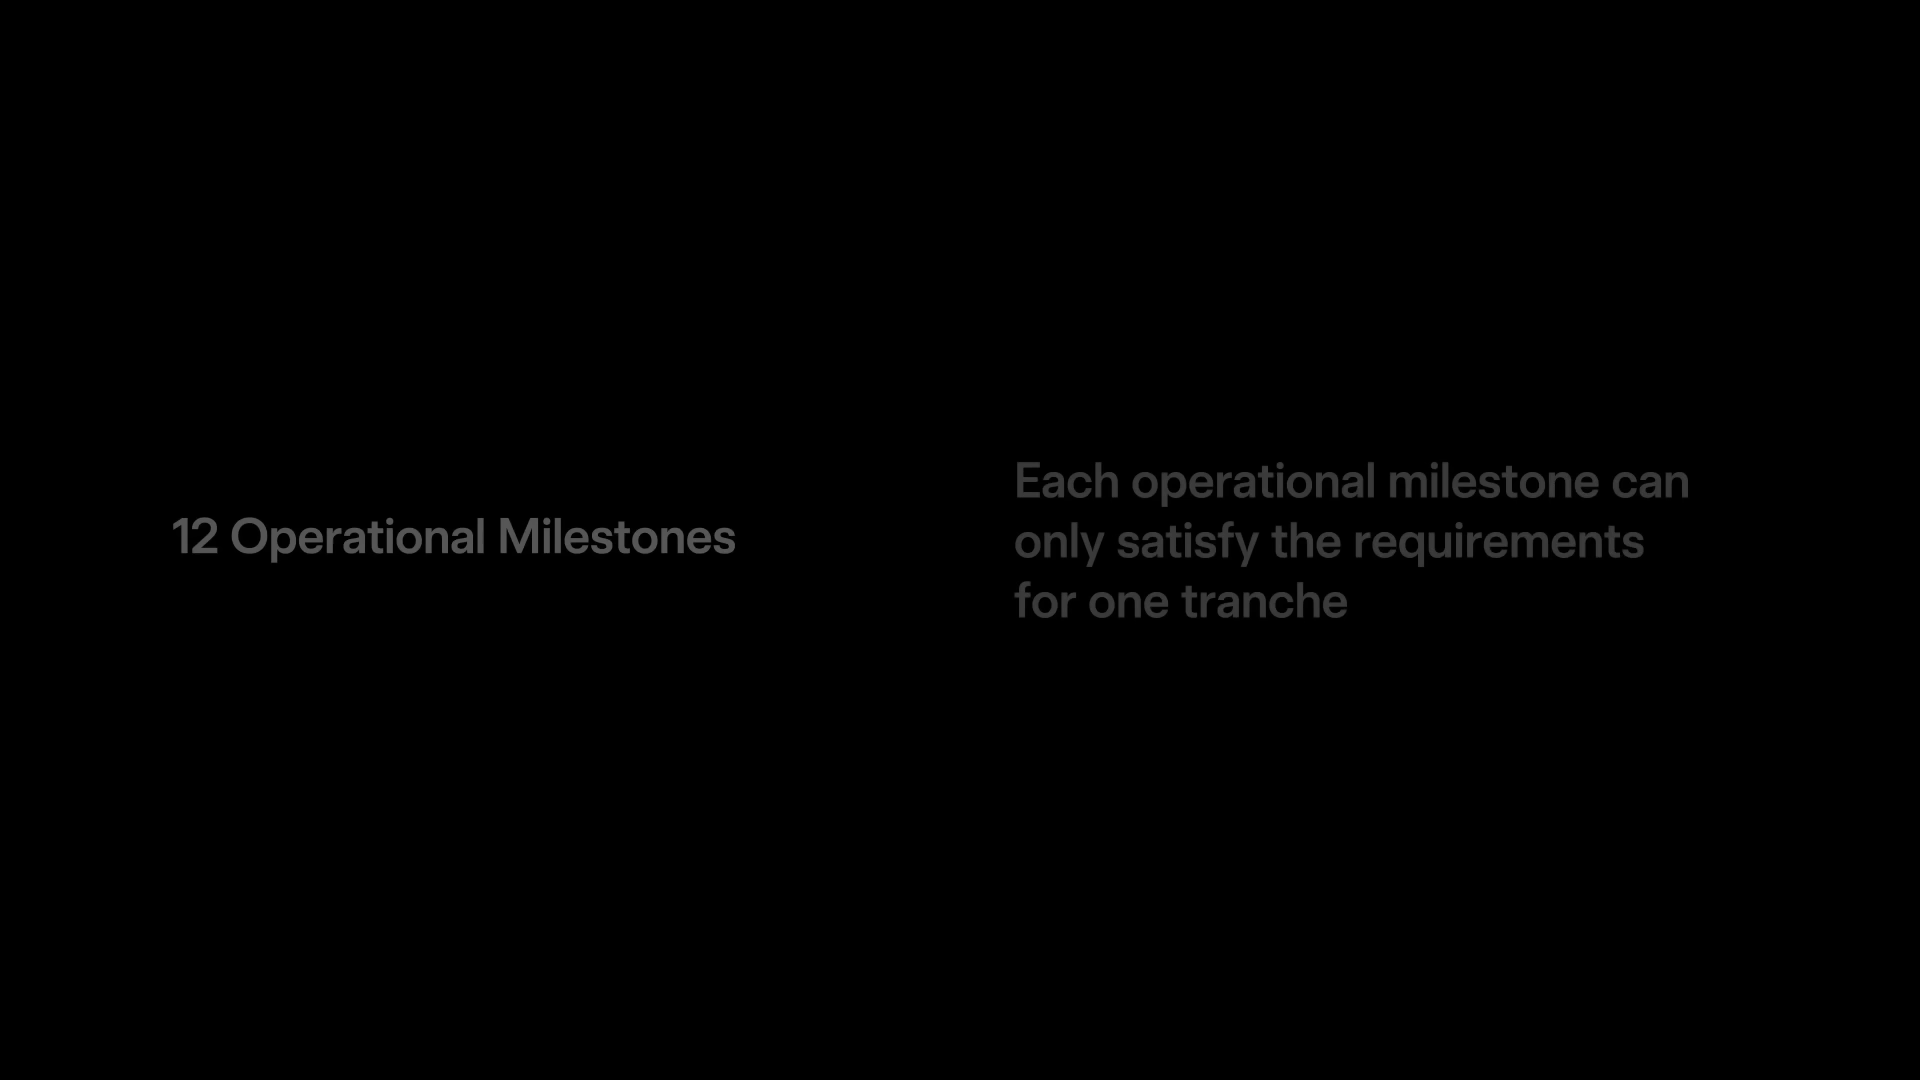 12 Operational Milestones
Each operational milestone can
only satisfy the requirements
for one tranche